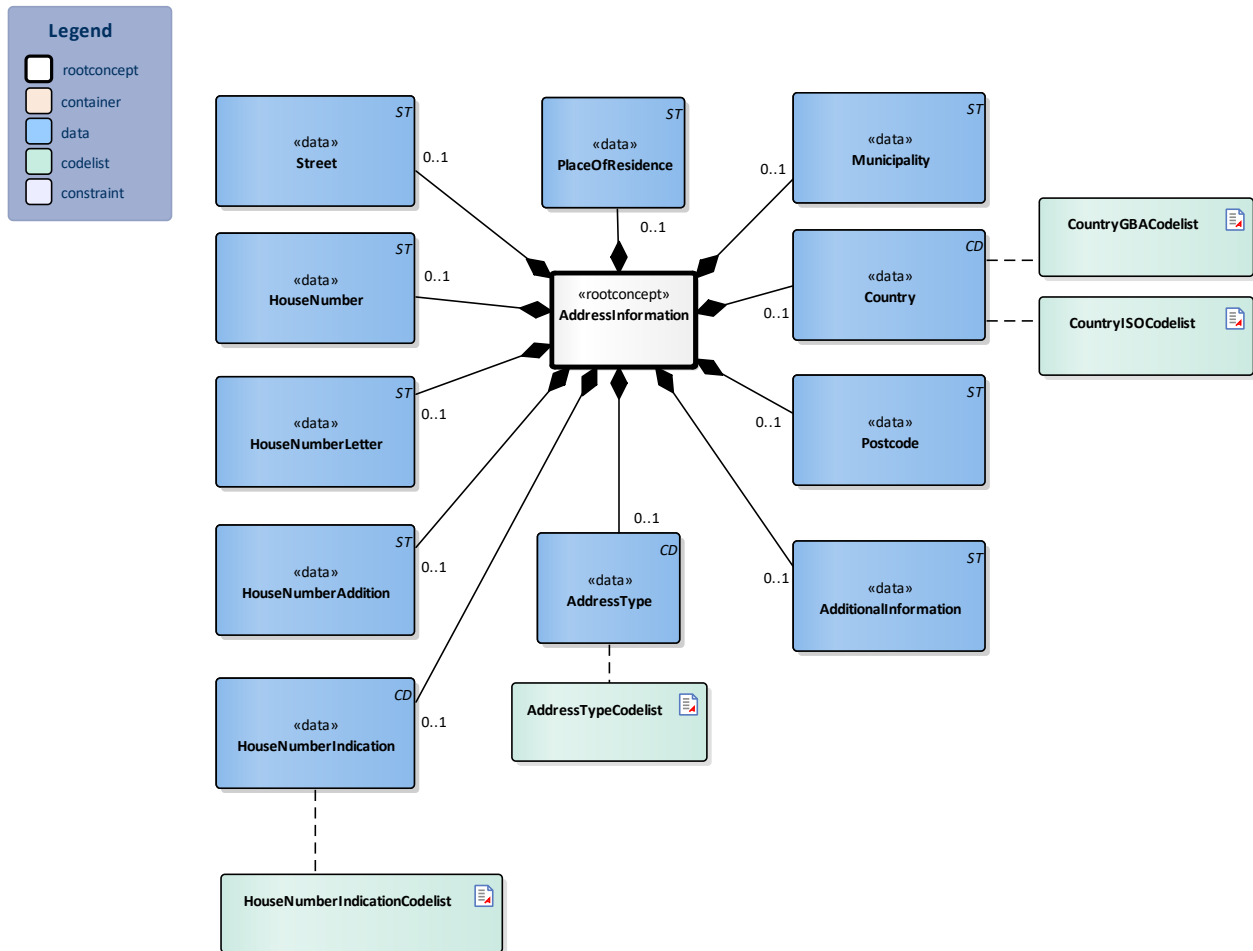 Legend
rootconcept
container
data
codelist
constraint
ST
«data»
Street
0..1
ST
«data»
PlaceOfResidence
0..1
ST
«data»
Municipality
0..1
ST
«data»
HouseNumber
0..1
«rootconcept»
AddressInformation
CD
«data»
Country
0..1
CountryGBACodelist
CountryISOCodelist
ST
«data»
HouseNumberLetter
0..1
ST
«data»
Postcode
0..1
ST
«data»
HouseNumberAddition
0..1
0..1
CD
«data»
AddressType
ST
«data»
AdditionalInformation
0..1
CD
«data»
HouseNumberIndication
0..1
AddressTypeCodelist
HouseNumberIndicationCodelist